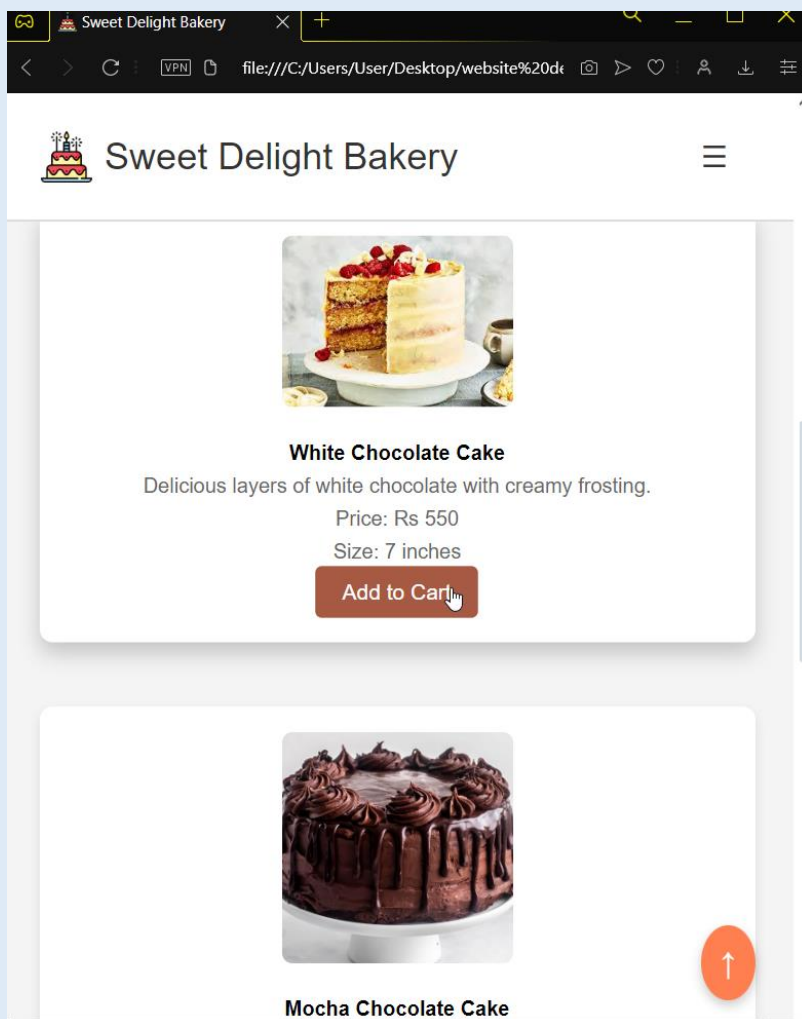 Sweet Delight Bakery
VPN
file:///C:/Users/User/Desktop/website%20de
Sweet Delight Bakery
White Chocolate Cake
Delicious layers of white chocolate with creamy frosting.
Price: Rs 550
Size: 7 inches
Add to Cart
Mocha Chocolate Cake